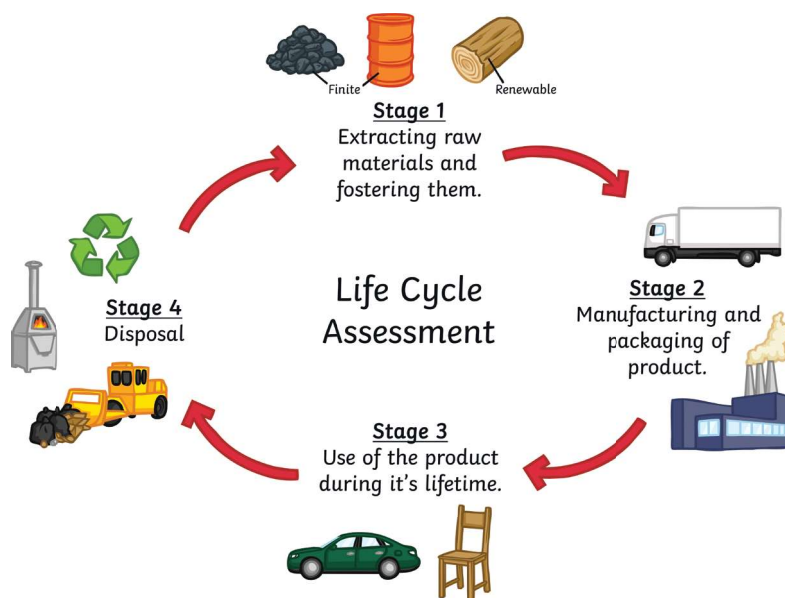 Finite
Renewable
Stage 1
Extracting raw
materials and
fostering them.
Stage 2
Manufacturing and
packaging of
product.
Life Cycle
Assessment
Stage 4
Disposal
Stage 3
Use of the product
during it's lifetime.